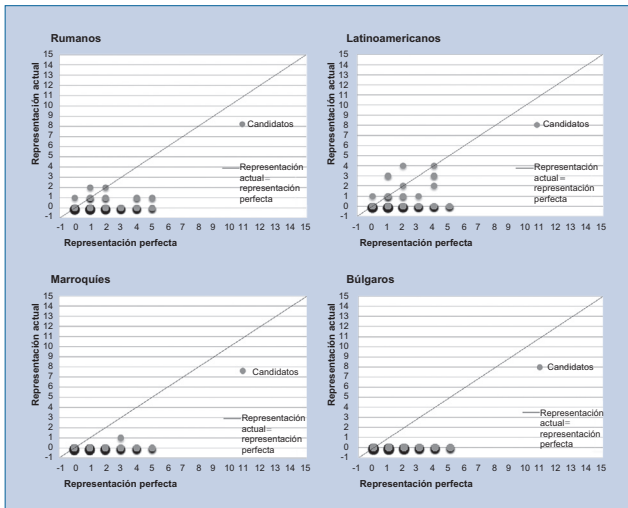 Rumanos
Representación actual
15
14
13
12
11
10
9
8
7
6
5
4
3
2
1
0
-1
Candidatos
Representación
actual=
representación
perfecta
-1 0 1 2 3 4 5 6 7 8 9 10 11 12 13 14 15
Representación perfecta
Latinoamericanos
Representación actual
15
14
13
12
11
10
9
8
7
6
5
4
3
2
1
0
-1
Candidatos
Representación
actual=
representación
perfecta
-1 0 1 2 3 4 5 6 7 8 9 10 11 12 13 14 15
Representación perfecta
Marroquíes
Representación actual
15
14
13
12
11
10
9
8
7
6
5
4
3
2
1
0
-1
Candidatos
Representación
actual=
representación
perfecta
-1 0 1 2 3 4 5 6 7 8 9 10 11 12 13 14 15
Representación perfecta
Búlgaros
Representación actual
15
14
13
12
11
10
9
8
7
6
5
4
3
2
1
0
-1
Candidatos
Representación
actual=
representación
perfecta
-1 0 1 2 3 4 5 6 7 8 9 10 11 12 13 14 15
Representación perfecta